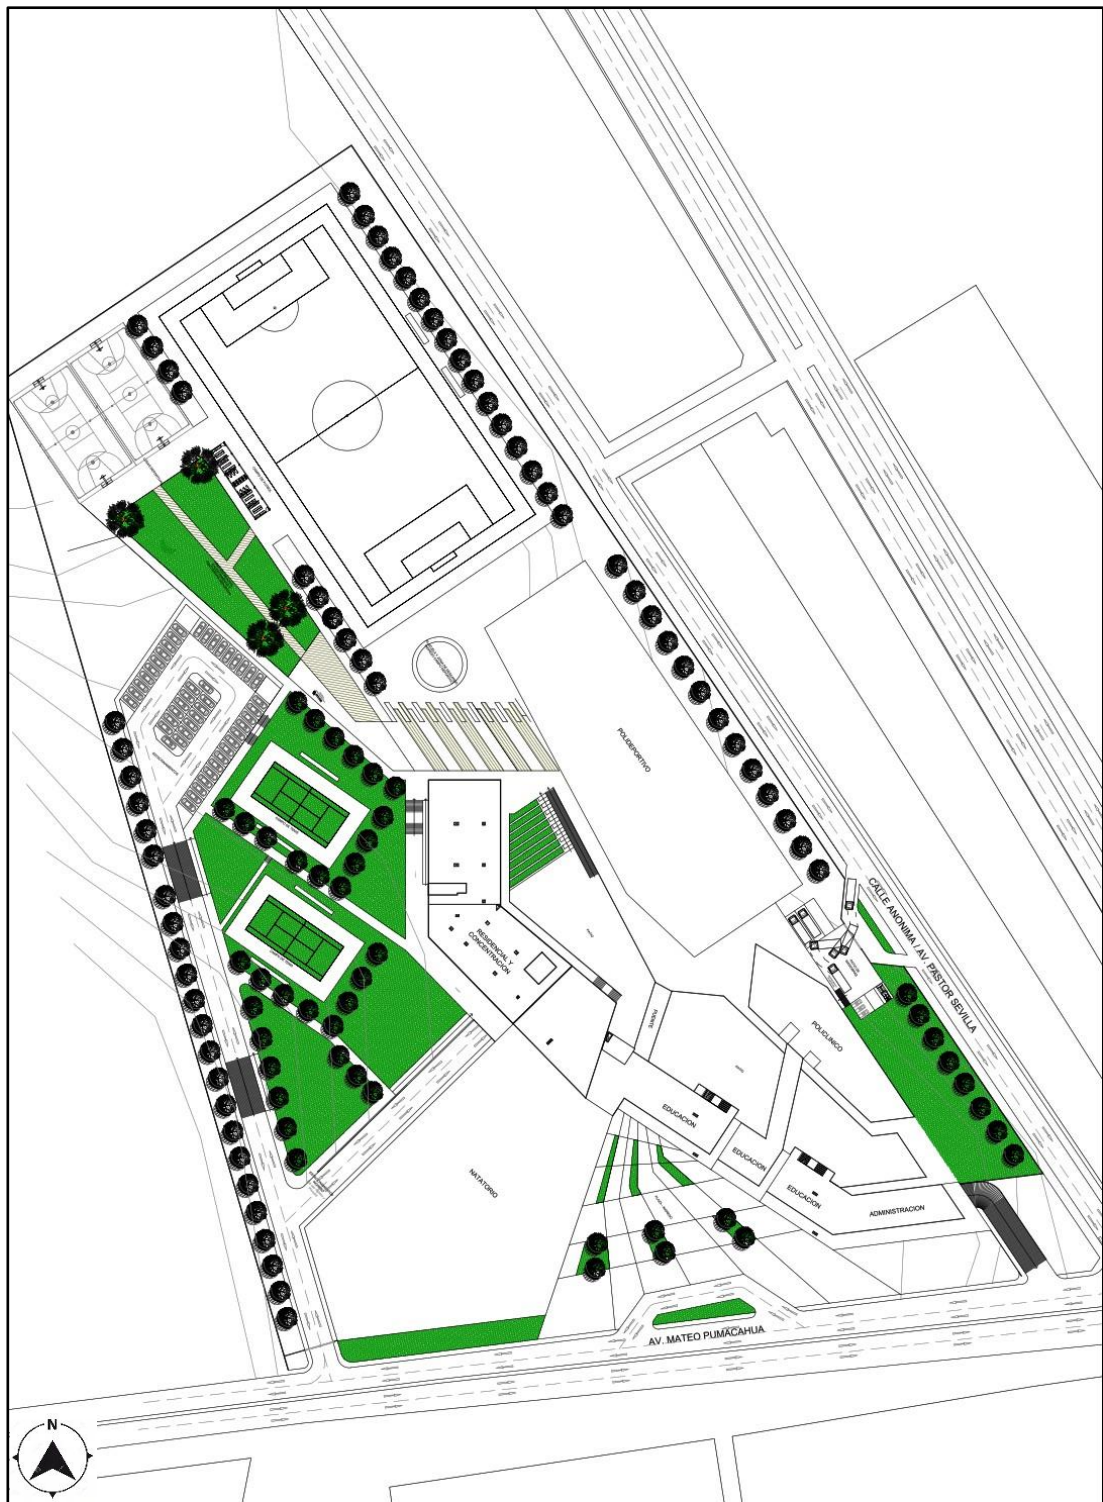 POLIDEPORTIVO
CALLE ANONIMA / AV. PASTOR SEVILLA
RESIDENCIAL Y
CONCENTRACION
PUENTE
POLICLINICO
EDUCACION
EDUCACION
EDUCACION
ADMINISTRACION
NATATORIO
AV. MATEO PUMACAHUA
N